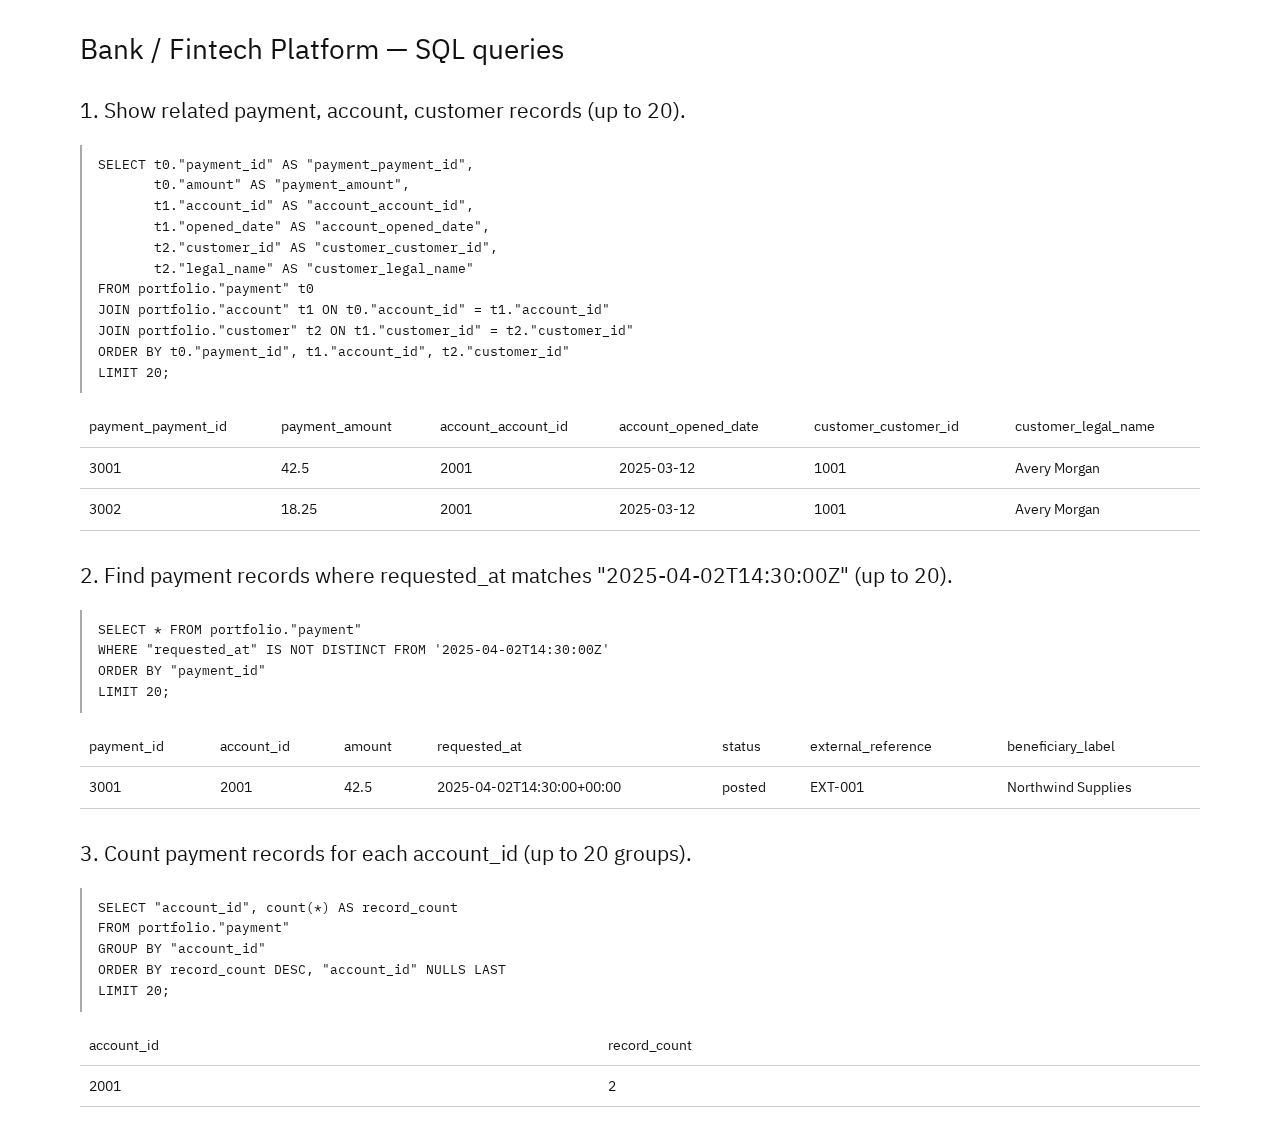 Bank / Fintech Platform — SQL queries
1. Show related payment, account, customer records (up to 20).
SELECT t0."payment_id" AS "payment_payment_id",
       t0."amount" AS "payment_amount",
       t1."account_id" AS "account_account_id",
       t1."opened_date" AS "account_opened_date",
       t2."customer_id" AS "customer_customer_id",
       t2."legal_name" AS "customer_legal_name"
FROM portfolio."payment" t0
JOIN portfolio."account" t1 ON t0."account_id" = t1."account_id"
JOIN portfolio."customer" t2 ON t1."customer_id" = t2."customer_id"
ORDER BY t0."payment_id", t1."account_id", t2."customer_id"
LIMIT 20;
payment_payment_id payment_amount account_account_id account_opened_date customer_customer_id customer_legal_name
3001 42.5 2001 2025-03-12 1001 Avery Morgan
3002 18.25 2001 2025-03-12 1001 Avery Morgan
2. Find payment records where requested_at matches "2025-04-02T14:30:00Z" (up to 20).
SELECT * FROM portfolio."payment"
WHERE "requested_at" IS NOT DISTINCT FROM '2025-04-02T14:30:00Z'
ORDER BY "payment_id"
LIMIT 20;
payment_id account_id amount requested_at status external_reference beneficiary_label
3001 2001 42.5 2025-04-02T14:30:00+00:00 posted EXT-001 Northwind Supplies
3. Count payment records for each account_id (up to 20 groups).
SELECT "account_id", count(*) AS record_count
FROM portfolio."payment"
GROUP BY "account_id"
ORDER BY record_count DESC, "account_id" NULLS LAST
LIMIT 20;
account_id record_count
2001 2